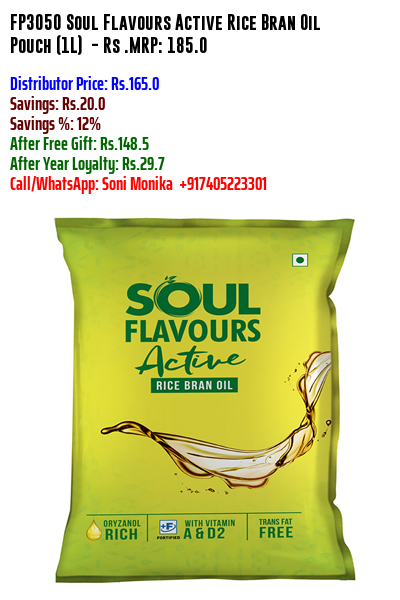 FP3050 Soul Flavours Active Rice Bran Oil
Pouch (1L) - Rs .MRP: 185.0
Distributor Price: Rs.165.0
Savings: Rs.20.0
Savings %: 12%
After Free Gift: Rs.148.5
After Year Loyalty: Rs.29.7
Call/WhatsApp: Soni Monika +917405223301
SOUL
FLAVOURS
Active
RICE BRAN OIL
ORYZANOL
RICH
+F
FORTIFIED
WITH VITAMIN
A & D2
TRANS FAT
FREE